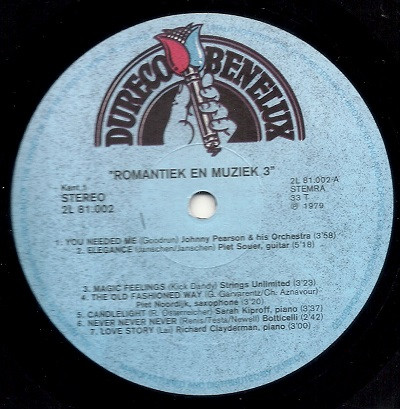 DURECO BENELUX
"ROMANTIEK EN MUZIEK 3"
Kant 1
STEREO
2L 81.002
2L 81.002-A
STEMRA
33 T
℗ 1979
1. YOU NEEDED ME (Goodrun) Johnny Pearson & his Orchestra (3'58)
2. ELEGANCE (Janschen/Janschen) Piet Souer, guitar (5'18)
3. MAGIC FEELINGS (Kick Dandy) Strings Unlimited (3'23)
4. THE OLD FASHIONED WAY (G. Garvarentz/Ch. Aznavour)
Piet Noordijk, saxophone (3'20)
5. CANDLELIGHT (R. Österreicher) Sarah Kiproff, piano (3'37)
6. NEVER NEVER NEVER (Renis/Testa/Newell) Botticelli (2'42)
7. LOVE STORY (Lai) Richard Clayderman, piano (3'00)